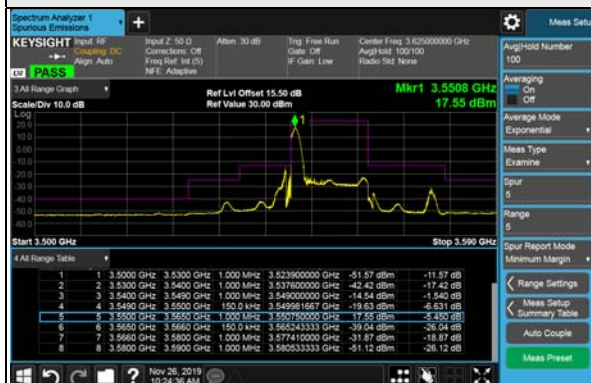 Spectrum Analyzer 1
Spurious Emissions
Meas Setup
KEYSIGHT Input: RF
Coupling: DC
Align: Auto
Input Z: 50 Ω
Corrections: Off
Freq Ref: Int (S)
NFE: Adaptive
Atten: 30 dB
Trig: Free Run
Gate: Off
IF Gain: Low
Center Freq: 3.625000000 GHz
Avg|Hold: 100/100
Radio Std: None
PASS
3 All Range Graph
Scale/Div 10.0 dB
Ref Lvl Offset 15.50 dB
Ref Value 30.00 dBm
Mkr1 3.5508 GHz
17.55 dBm
Log
20.0
10.0
0.00
-10.0
-20.0
-30.0
-40.0
-50.0
-60.0
1
Start 3.500 GHz
Stop 3.590 GHz
4 All Range Table
1 1 3.5000 GHz 3.5300 GHz 1.000 MHz 3.523900000 GHz -51.57 dBm -11.57 dB
2 2 3.5300 GHz 3.5400 GHz 1.000 MHz 3.537600000 GHz -42.42 dBm -17.42 dB
3 3 3.5400 GHz 3.5490 GHz 1.000 MHz 3.549000000 GHz -14.54 dBm -1.540 dB
4 4 3.5490 GHz 3.5500 GHz 150.0 kHz 3.549981667 GHz -19.63 dBm -6.631 dB
5 5 3.5500 GHz 3.5650 GHz 1.000 MHz 3.550750000 GHz 17.55 dBm -5.450 dB
6 6 3.5650 GHz 3.5660 GHz 150.0 kHz 3.565243333 GHz -39.04 dBm -26.04 dB
7 7 3.5660 GHz 3.5800 GHz 1.000 MHz 3.577410000 GHz -31.87 dBm -18.87 dB
8 8 3.5800 GHz 3.5900 GHz 1.000 MHz 3.580533333 GHz -51.12 dBm -26.12 dB
Avg|Hold Number
100
Averaging
On
Off
Average Mode
Exponential
Meas Type
Examine
Spur
5
Range
5
Spur Report Mode
Minimum Margin
Range Settings
Meas Setup
Summary Table
Auto Couple
Meas Preset
Nov 26, 2019
10:24:36 AM